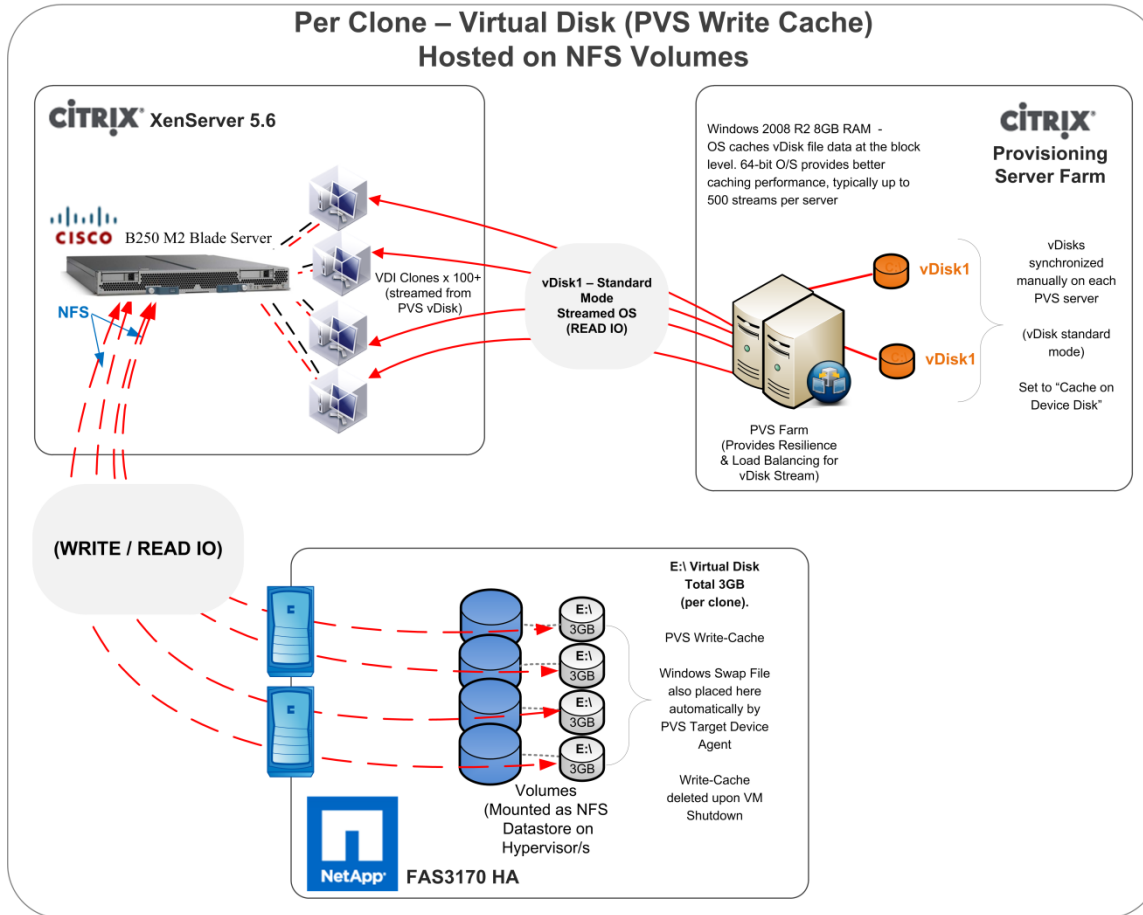 Per Clone – Virtual Disk (PVS Write Cache)
Hosted on NFS Volumes
CİTRIX® XenServer 5.6
CISCO
B250 M2 Blade Server
NFS
VDI Clones x 100+
(streamed from
PVS vDisk)
vDisk1 – Standard
Mode
Streamed OS
(READ IO)
Windows 2008 R2 8GB RAM -
OS caches vDisk file data at the block
level. 64-bit O/S provides better
caching performance, typically up to
500 streams per server
CİTRIX®
Provisioning
Server Farm
vDisk1
vDisk1
vDisks
synchronized
manually on each
PVS server
(vDisk standard
mode)
Set to “Cache on
Device Disk”
PVS Farm
(Provides Resilience
& Load Balancing for
vDisk Stream)
(WRITE / READ IO)
E:\
3GB
E:\
3GB
E:\
3GB
E:\
3GB
Volumes
(Mounted as NFS
Datastore on
Hypervisor/s
E:\ Virtual Disk
Total 3GB
(per clone).
PVS Write-Cache
Windows Swap File
also placed here
automatically by
PVS Target Device
Agent
Write-Cache
deleted upon VM
Shutdown
NetApp®
FAS3170 HA